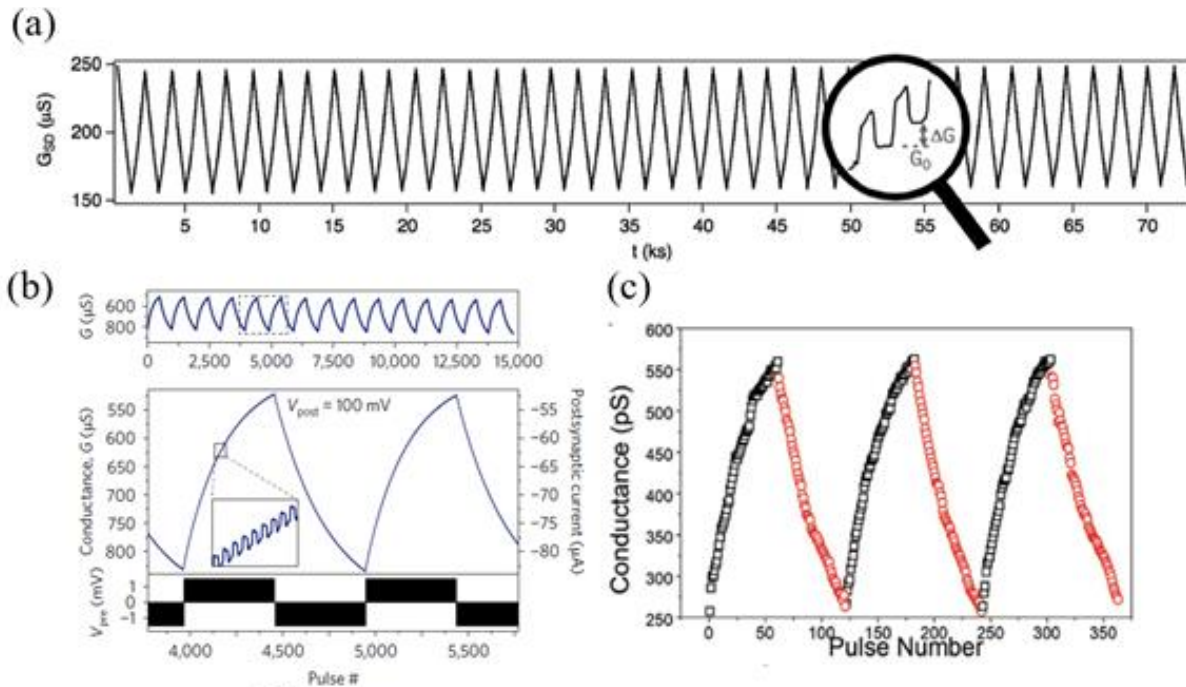 (a)
250
200
150
G_SD (µS)
ΔG
G_0
5 10 15 20 25 30 35 40 45 50 55 60 65 70
t (ks)
(b)
G (µS)
600
800
0 2,500 5,000 7,500 10,000 12,500 15,000
Conductance, G (µS)
550
600
650
700
750
800
V_post = 100 mV
Postsynaptic current (µA)
−55
−60
−65
−70
−75
−80
V_pre (mV)
1
0
−1
4,000 4,500 5,000 5,500
Pulse #
(c)
Conductance (pS)
600
550
500
450
400
350
300
250
0 50 100 150 200 250 300 350
Pulse Number